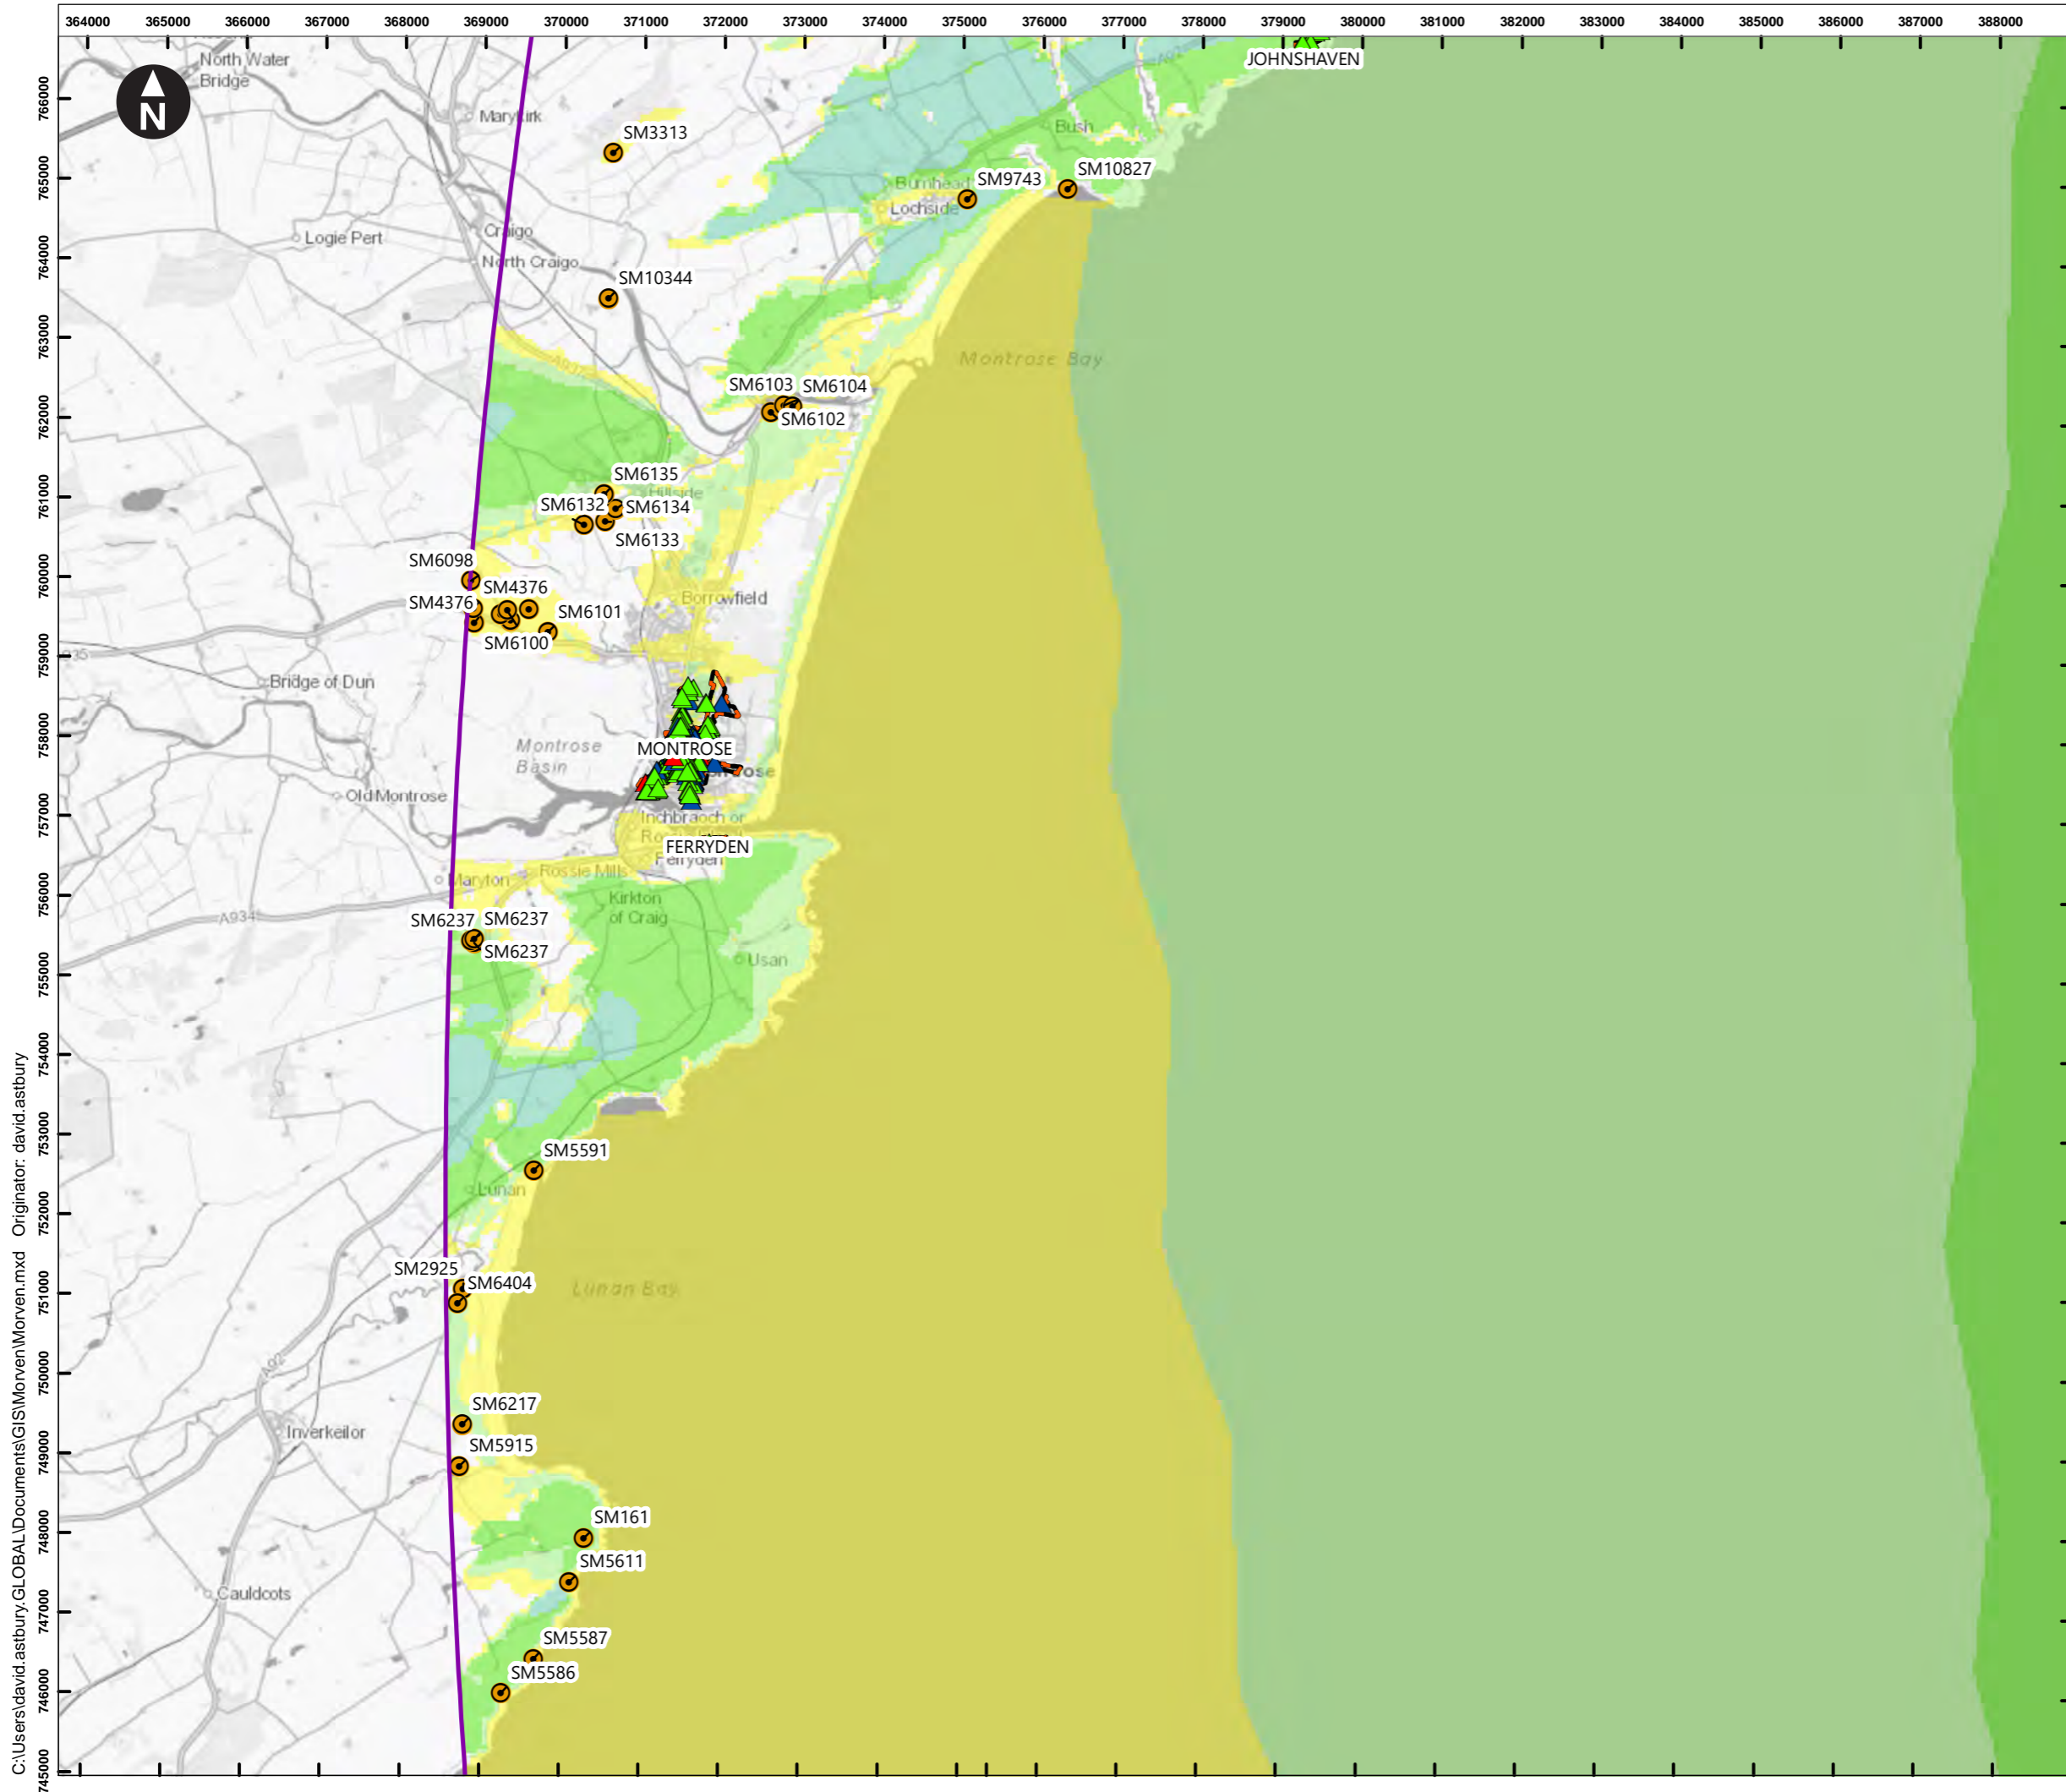 364000 365000 366000 367000 368000 369000 370000 371000 372000 373000 374000 375000 376000 377000 378000 379000 380000 381000 382000 383000 384000 385000 386000 387000 388000
North Water
Bridge
JOHNSHAVEN
N
766000
Marykirk
SM3313
Bush
765000
SM10827
SM9743
Burnhead
Lochside
Craigo
Logie Pert
764000
North Craigo
SM10344
763000
Montrose Bay
A937
SM6103 SM6104
762000
SM6102
SM6135
Hillside
761000
SM6132 SM6134
SM6133
SM6098
760000
SM4376
Borrowfield
SM4376
SM6101
SM6100
759000
Bridge of Dun
758000
Montrose
Basin
MONTROSE
Old Montrose
757000
Inchbraoch or
FERRYDEN
Ferryden
Rossie Mills
Maryton
756000
Kirkton
of Craig
A934
SM6237 SM6237
SM6237
Usan
755000
754000
753000
SM5591
Lunan
752000
SM2925
SM6404
751000
Lunan Bay
A92
750000
SM6217
Inverkeilor
SM5915
749000
SM161
748000
SM5611
Cauldcots
747000
SM5587
SM5586
746000
745000
C:\Users\david.astbury.GLOBAL\Documents\GIS\Morven\Morven.mxd Originator: david.astbury